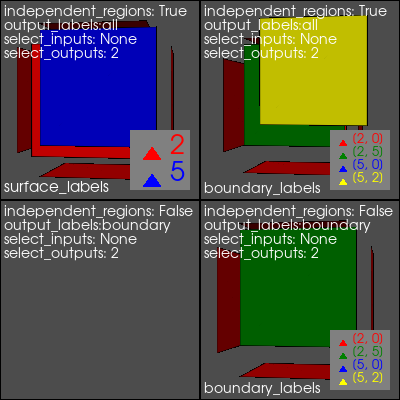 independent_regions: True
output_labels:all
select_inputs: None
select_outputs: 2
2
5
surface_labels
independent_regions: True
output_labels:all
select_inputs: None
select_outputs: 2
(2, 0)
(2, 5)
(5, 0)
(5, 2)
boundary_labels
independent_regions: False
output_labels:boundary
select_inputs: None
select_outputs: 2
independent_regions: False
output_labels:boundary
select_inputs: None
select_outputs: 2
(2, 0)
(2, 5)
(5, 0)
(5, 2)
boundary_labels